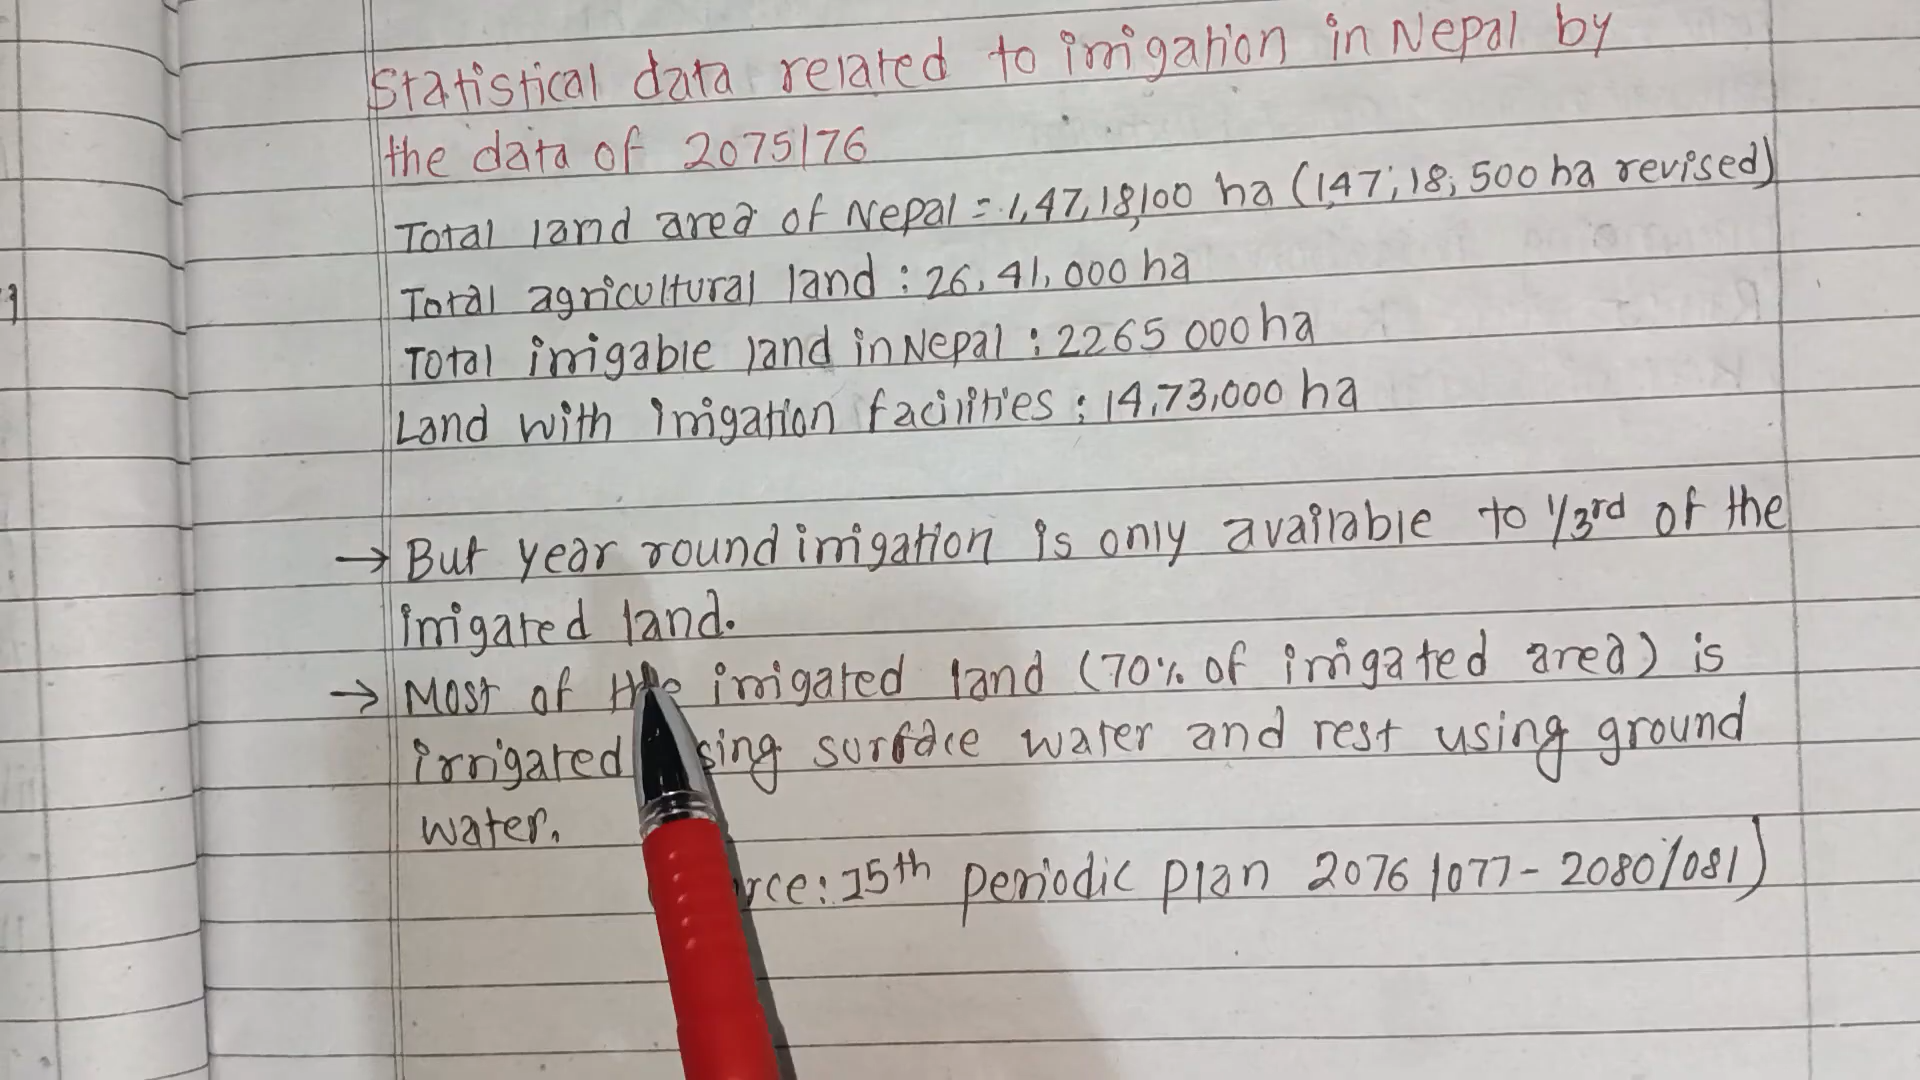 Statistical data related to irrigation in Nepal by
the data of 2075/76
Total land area of Nepal = 1,47,18,100 ha (1,47,18,500 ha revised)
Total agricultural land : 26,41,000 ha
Total irrigable land in Nepal : 2265 000 ha
Land with irrigation facilities : 14,73,000 ha
→ But year round irrigation is only available to 1/3rd of the
irrigated land.
→ Most of the irrigated land (70% of irrigated area) is
irrigated using surface water and rest using ground
water.
: 15th periodic plan 2076/077 - 2080/081)